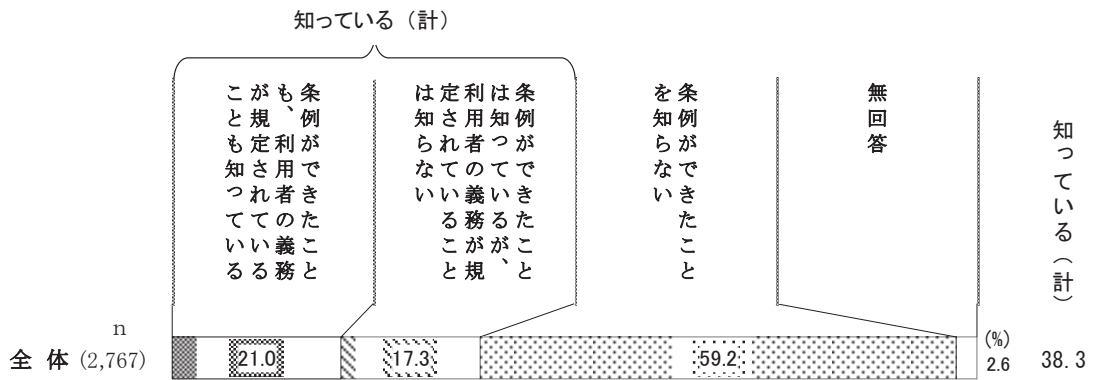 知っている（計）
条例ができたこと
も、利用者の義務
が規定されている
ことも知っている
条例ができたこと
は知っているが、
利用者の義務が規
定されていること
は知らない
条例ができたこと
を知らない
無回答
知っている（計）
n
(%)
全 体 (2,767)
21.0
17.3
59.2
2.6
38.3